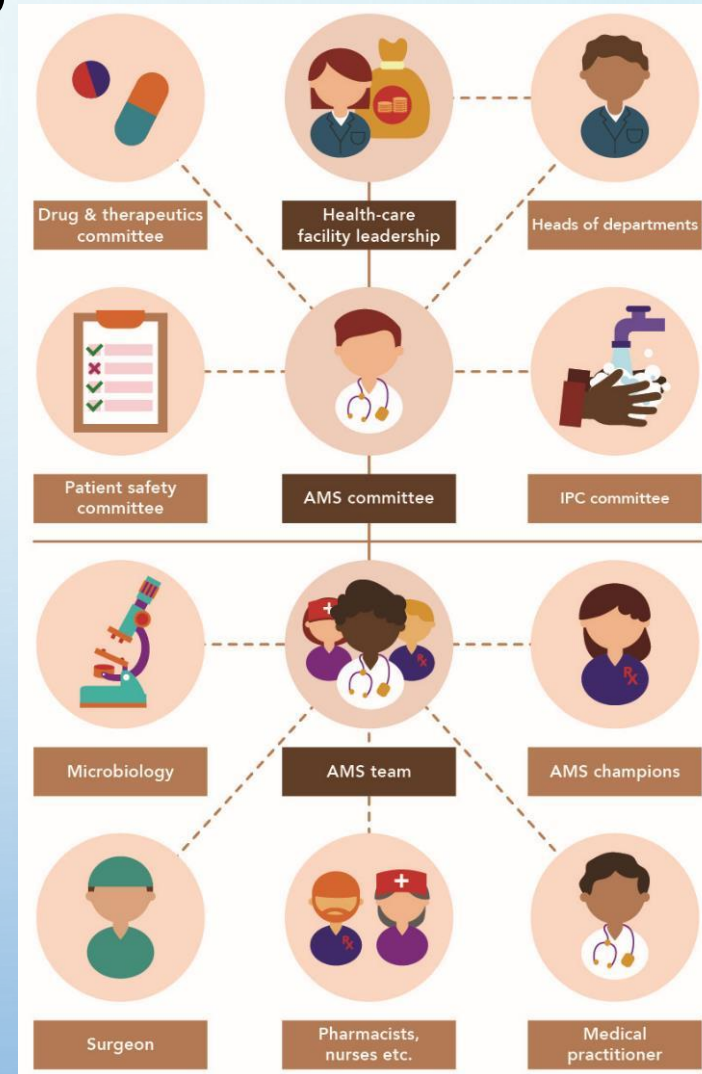 Drug & therapeutics
committee
Health-care
facility leadership
Heads of departments
Patient safety
committee
AMS committee
IPC committee
Microbiology
AMS team
AMS champions
Surgeon
Pharmacists,
nurses etc.
Medical
practitioner